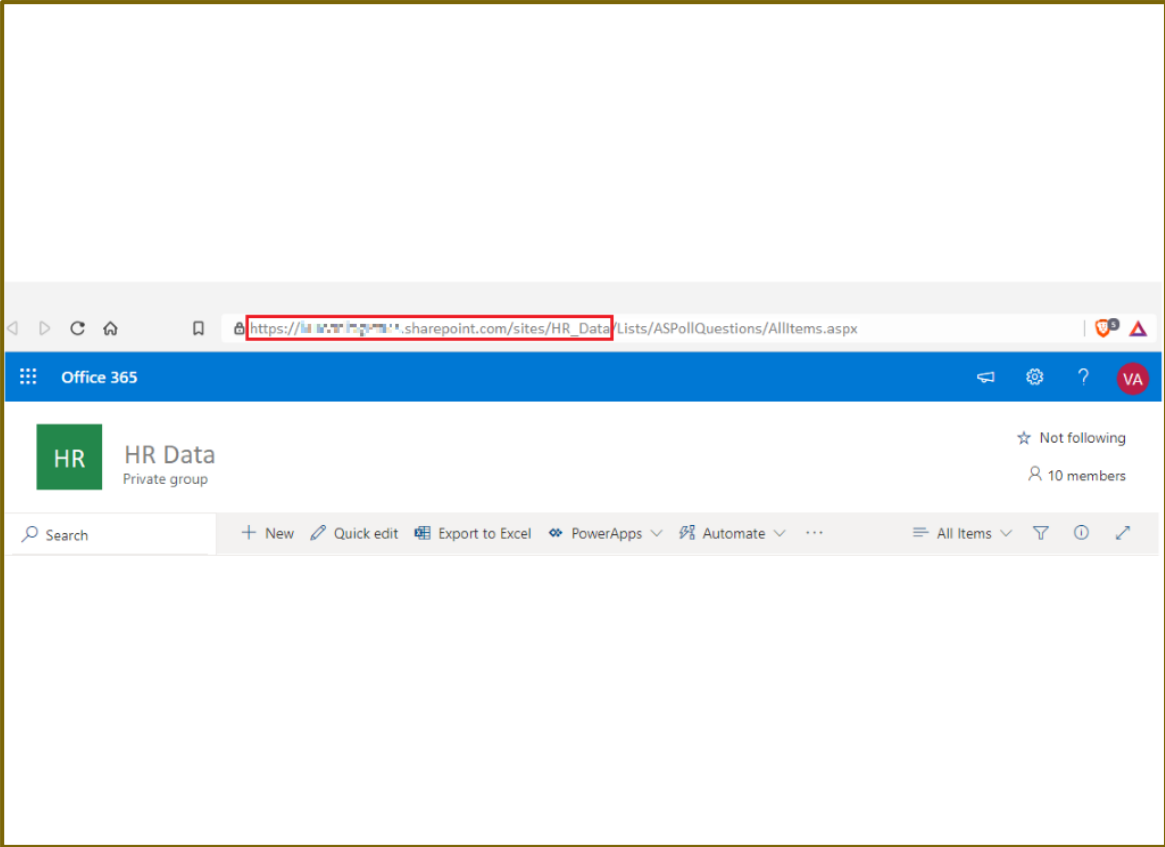 https:// .sharepoint.com/sites/HR_Data/Lists/ASPollQuestions/AllItems.aspx
5
Office 365
? VA
HR
HR Data
Private group
Not following
10 members
Search
New Quick edit Export to Excel PowerApps Automate ... All Items